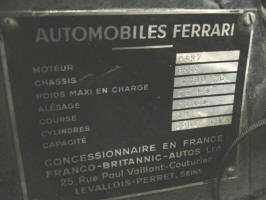 AUTOMOBILES FERRARI
MOTEUR
CHASSIS
POIDS MAXI EN CHARGE
ALÉSAGE
COURSE
CYLINDRES
CAPACITÉ
CONCESSIONNAIRE EN FRANCE
FRANCO-BRITANNIC-AUTOS LTD
25, Rue Paul Vaillant-Couturier
LEVALLOIS-PERRET, SEINE